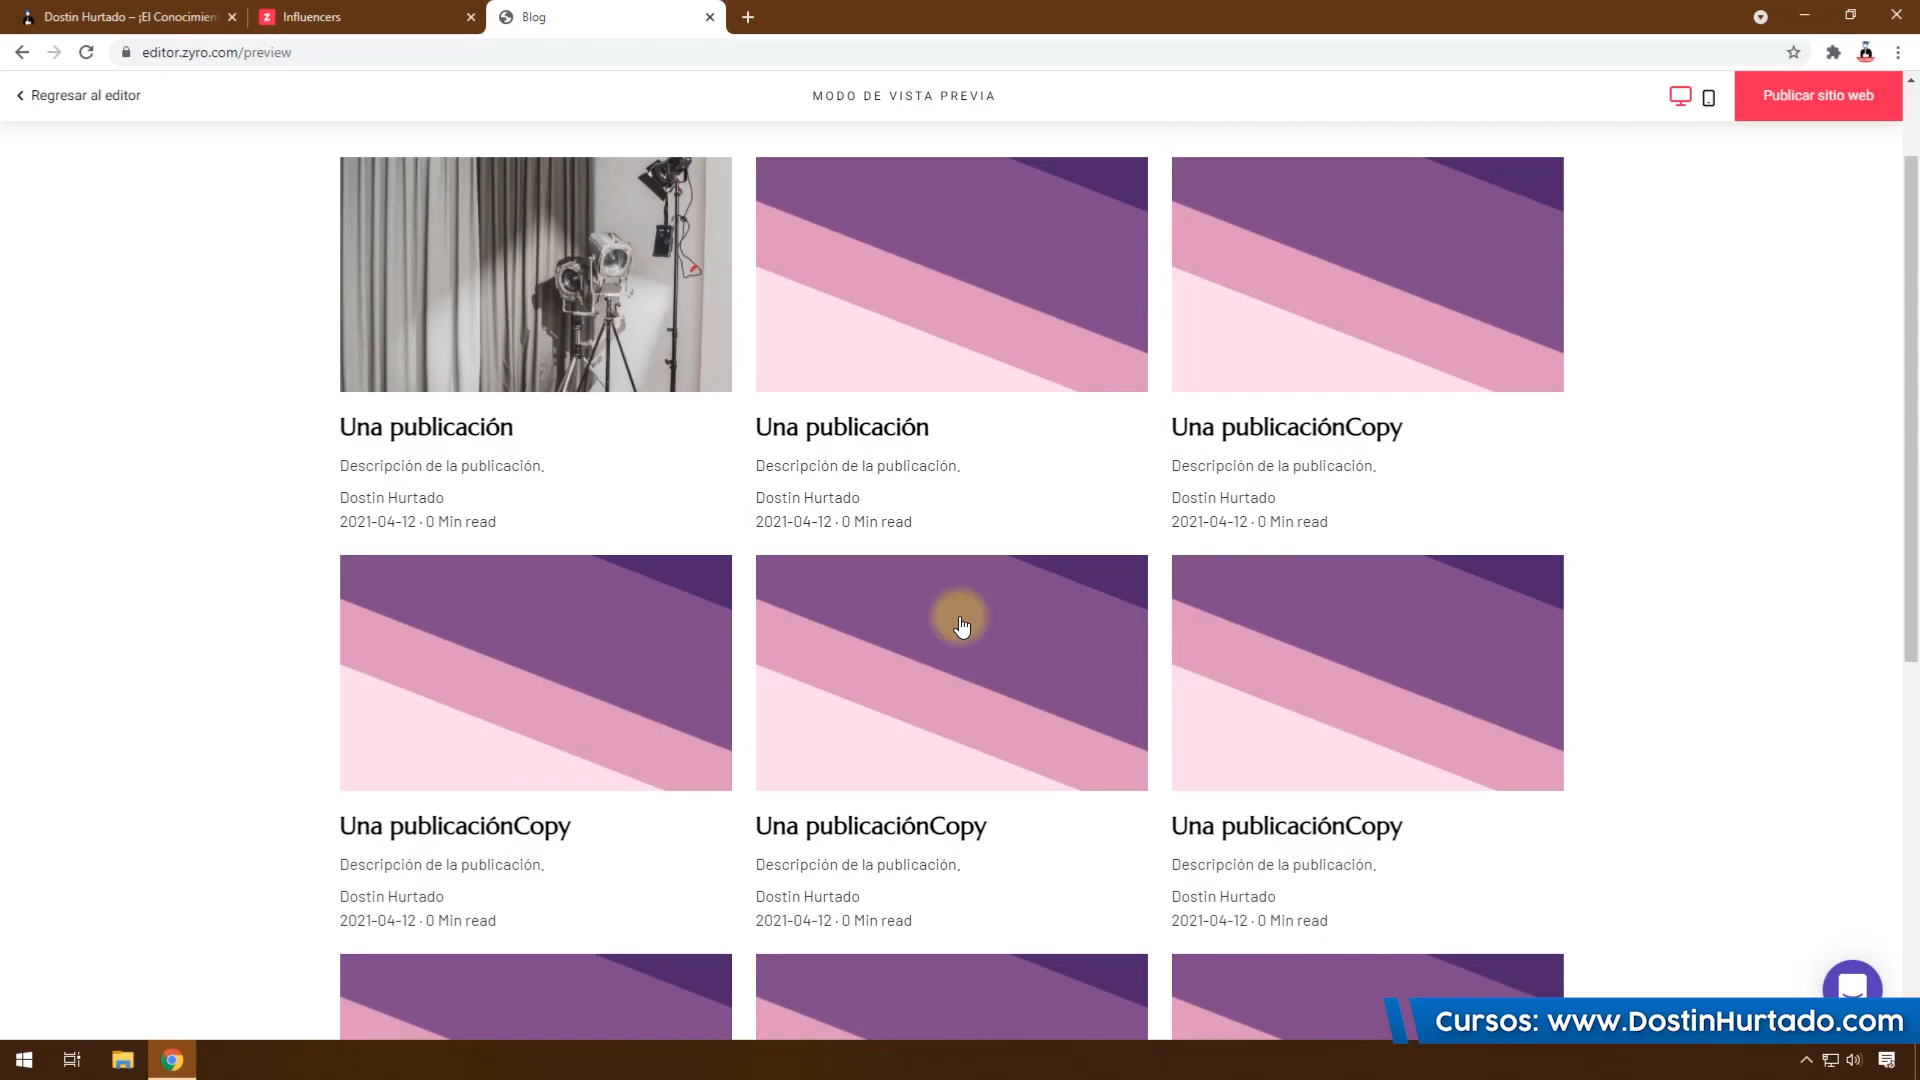 Dostin Hurtado – ¡El Conocimien
Influencers
Blog
editor.zyro.com/preview
Regresar al editor
MODO DE VISTA PREVIA
Publicar sitio web
Una publicación
Descripción de la publicación.
Dostin Hurtado
2021-04-12 · 0 Min read
Una publicación
Descripción de la publicación.
Dostin Hurtado
2021-04-12 · 0 Min read
Una publicaciónCopy
Descripción de la publicación.
Dostin Hurtado
2021-04-12 · 0 Min read
Una publicaciónCopy
Descripción de la publicación.
Dostin Hurtado
2021-04-12 · 0 Min read
Una publicaciónCopy
Descripción de la publicación.
Dostin Hurtado
2021-04-12 · 0 Min read
Una publicaciónCopy
Descripción de la publicación.
Dostin Hurtado
2021-04-12 · 0 Min read
Cursos: www.DostinHurtado.com